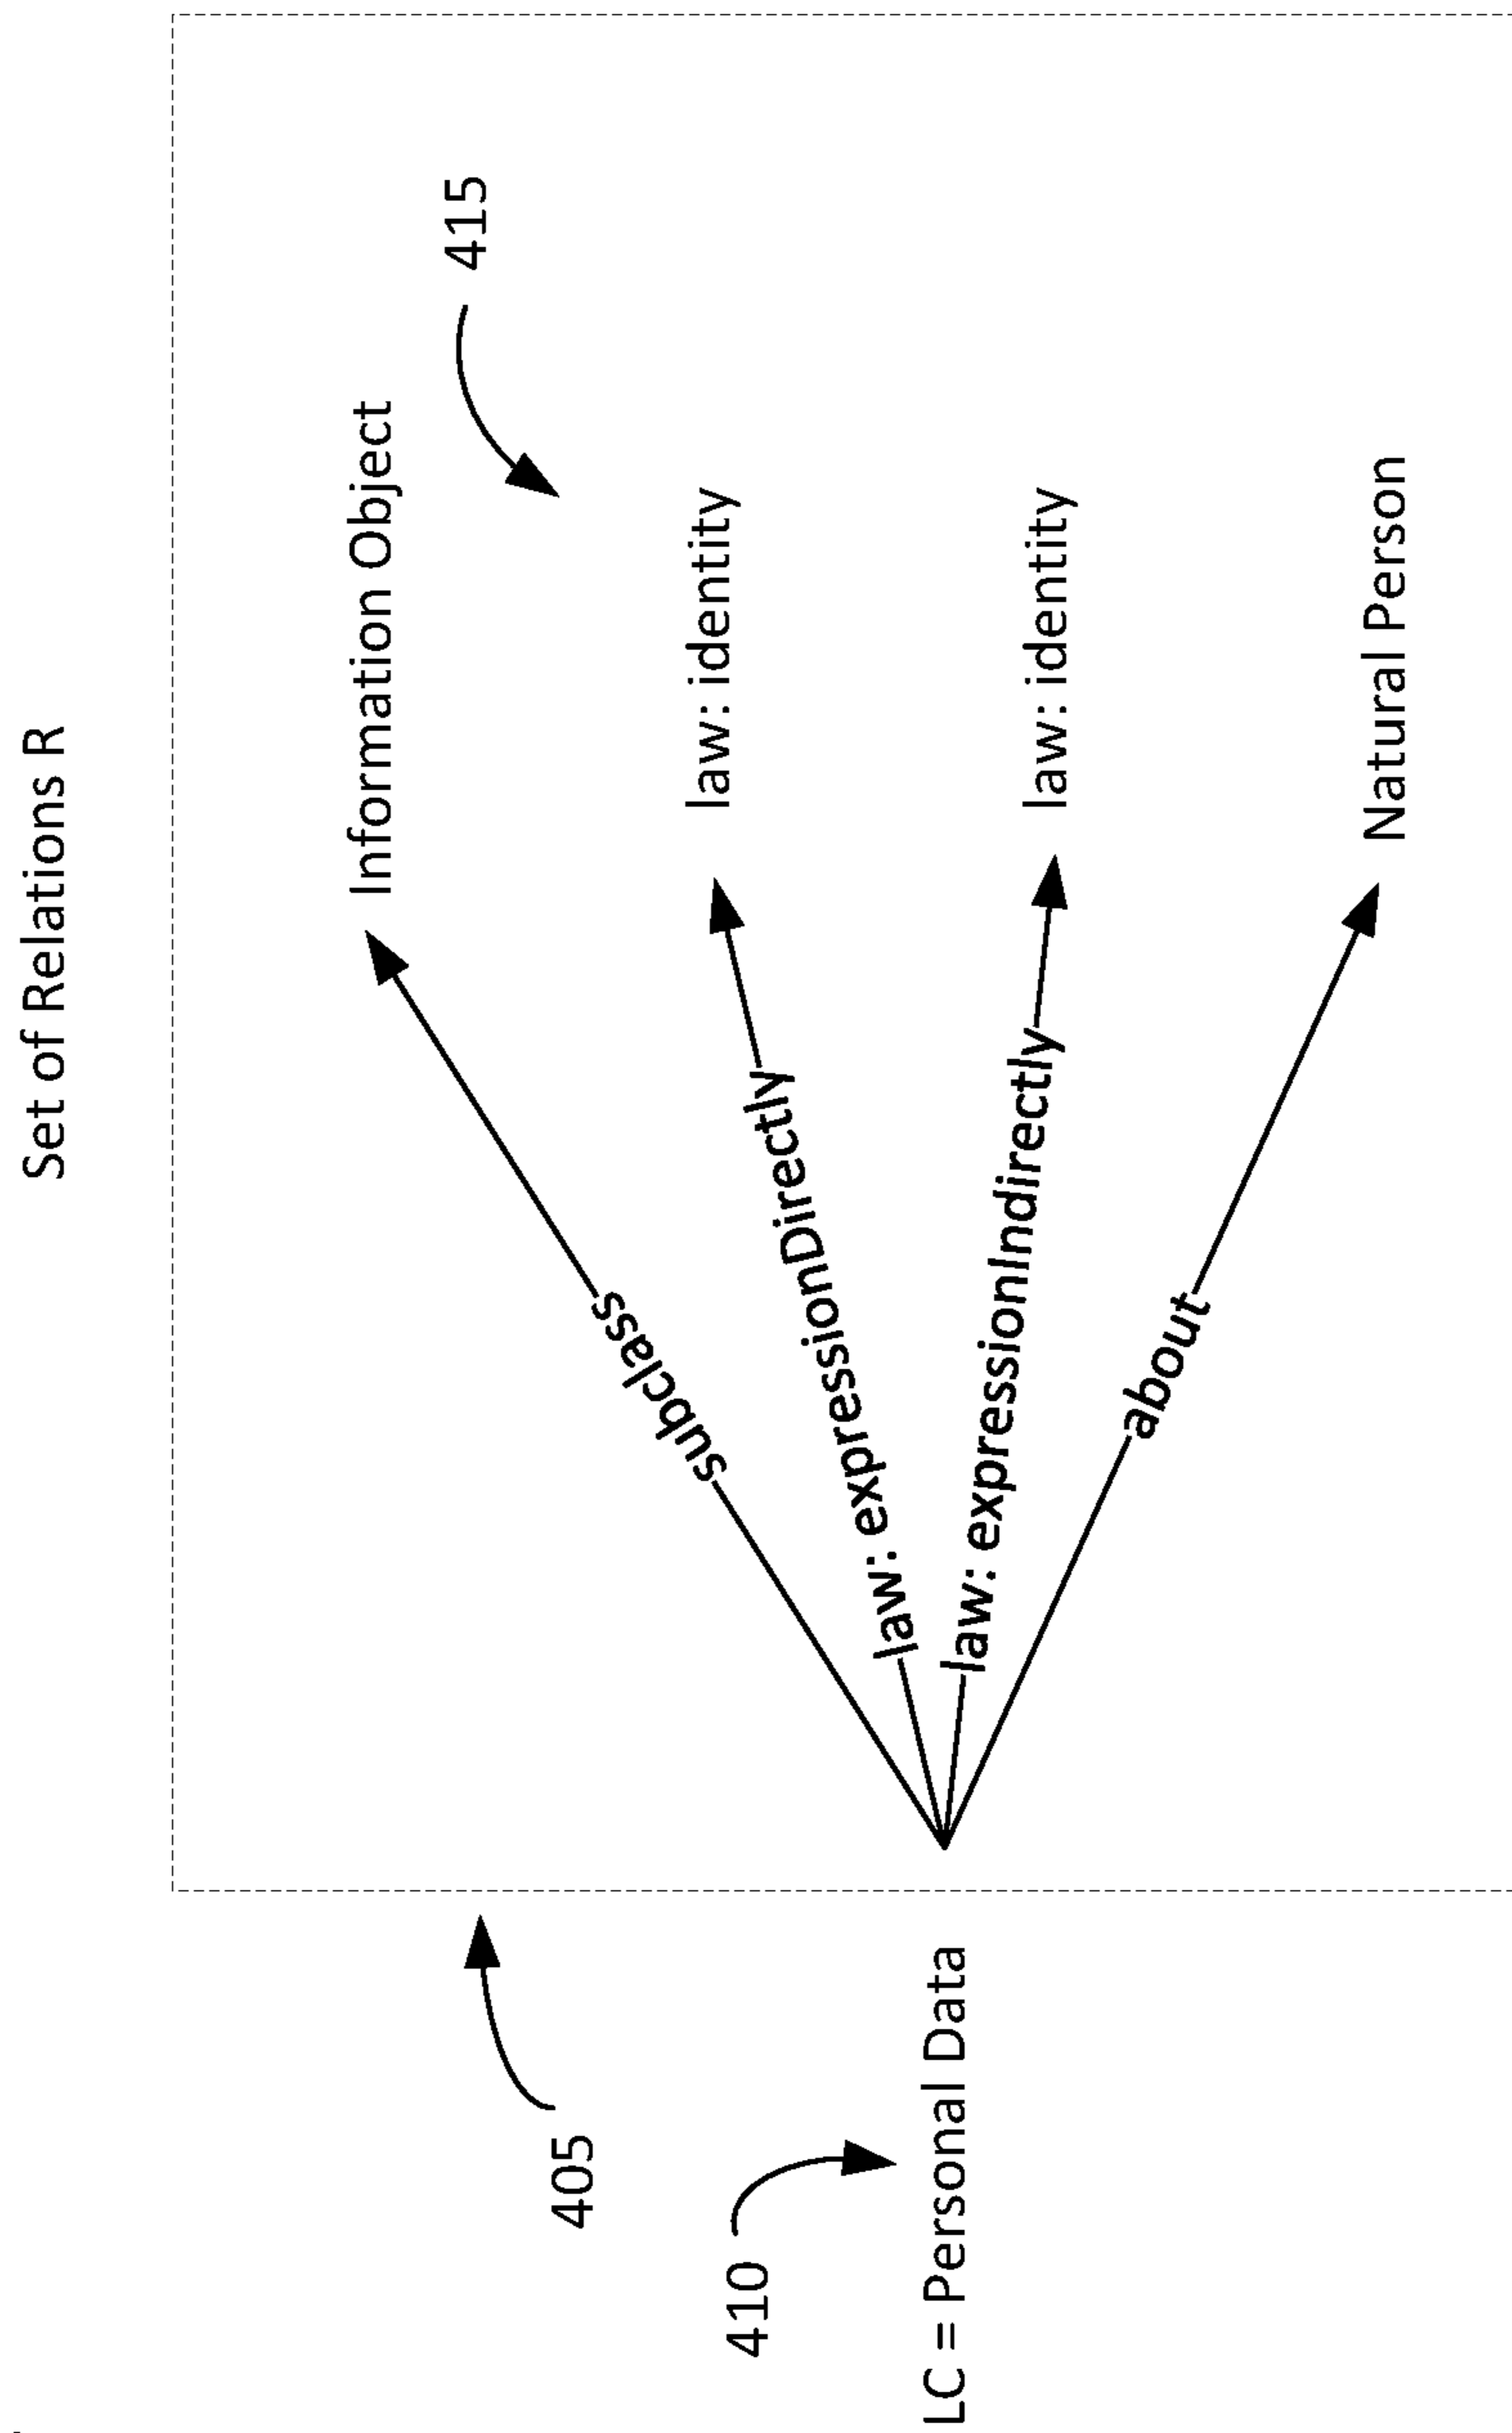 Set of Relations R
405
410
LC = Personal Data
subclass
Information Object
415
law: expressionDirectly
law: identity
law: expressionIndirectly
law: identity
about
Natural Person